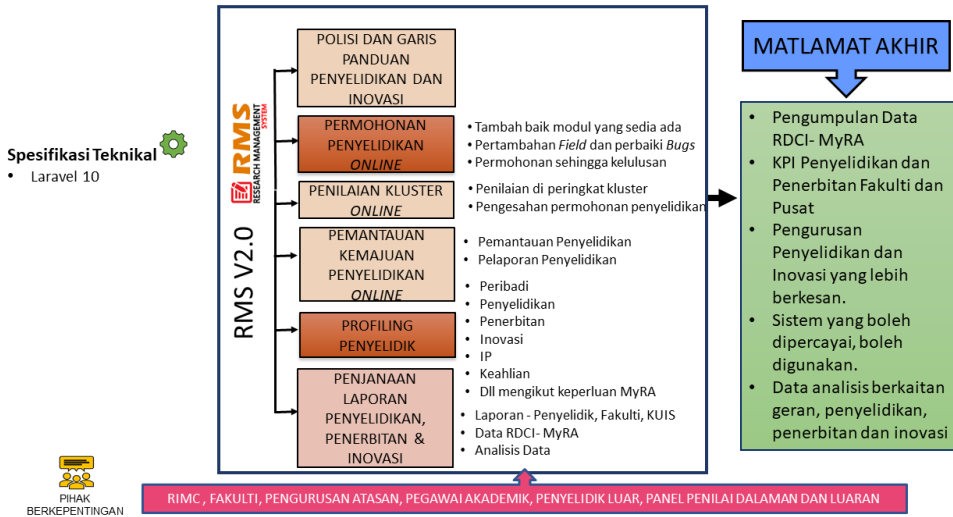 Spesifikasi Teknikal
• Laravel 10
RMS V2.0
RMS
SYSTEM
RESEARCH MANAGEMENT
POLISI DAN GARIS
PANDUAN
PENYELIDIKAN DAN
INOVASI
PERMOHONAN
PENYELIDIKAN
ONLINE
• Tambah baik modul yang sedia ada
• Pertambahan Field dan perbaiki Bugs
• Permohonan sehingga kelulusan
PENILAIAN KLUSTER
ONLINE
• Penilaian di peringkat kluster
• Pengesahan permohonan penyelidikan
PEMANTAUAN
KEMAJUAN
PENYELIDIKAN
ONLINE
• Pemantauan Penyelidikan
• Pelaporan Penyelidikan
PROFILING
PENYELIDIK
• Peribadi
• Penyelidikan
• Penerbitan
• Inovasi
• IP
• Keahlian
• Dll mengikut keperluan MyRA
PENJANAAN
LAPORAN
PENYELIDIKAN,
PENERBITAN &
INOVASI
• Laporan - Penyelidik, Fakulti, KUIS
• Data RDCI- MyRA
• Analisis Data
MATLAMAT AKHIR
• Pengumpulan Data
RDCI- MyRA
• KPI Penyelidikan dan
Penerbitan Fakulti dan
Pusat
• Pengurusan
Penyelidikan dan
Inovasi yang lebih
berkesan.
• Sistem yang boleh
dipercayai, boleh
digunakan.
• Data analisis berkaitan
geran, penyelidikan,
penerbitan dan inovasi
PIHAK
BERKEPENTINGAN
RIMC , FAKULTI, PENGURUSAN ATASAN, PEGAWAI AKADEMIK, PENYELIDIK LUAR, PANEL PENILAI DALAMAN DAN LUARAN